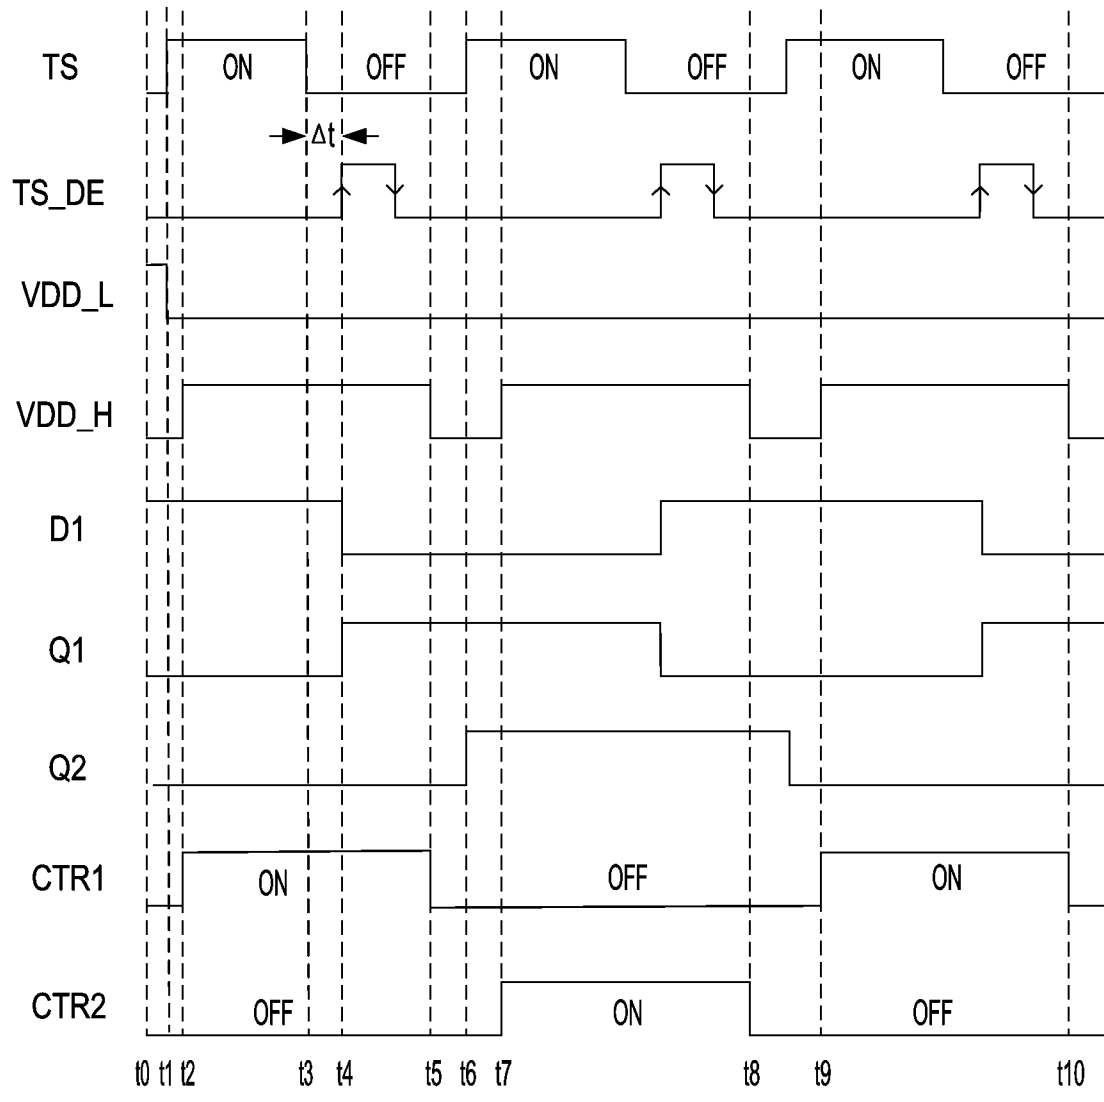 TS
ON
OFF
ON
OFF
ON
OFF
Δt
TS_DE
VDD_L
VDD_H
D1
Q1
Q2
CTR1
ON
OFF
ON
CTR2
OFF
ON
OFF
t0 t1 t2 t3 t4 t5 t6 t7 t8 t9 t10